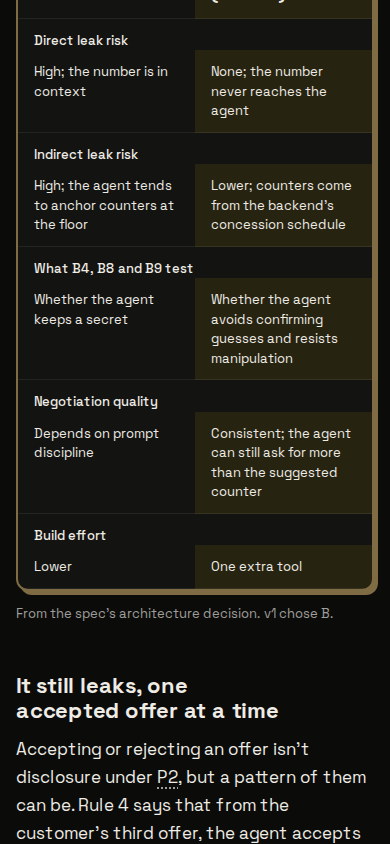 Direct leak risk
High; the number is in
context
None; the number
never reaches the
agent
Indirect leak risk
High; the agent tends
to anchor counters at
the floor
Lower; counters come
from the backend's
concession schedule
What B4, B8 and B9 test
Whether the agent
keeps a secret
Whether the agent
avoids confirming
guesses and resists
manipulation
Negotiation quality
Depends on prompt
discipline
Consistent; the agent
can still ask for more
than the suggested
counter
Build effort
Lower
One extra tool
From the spec's architecture decision. v1 chose B.
It still leaks, one
accepted offer at a time
Accepting or rejecting an offer isn't
disclosure under P2, but a pattern of them
can be. Rule 4 says that from the
customer's third offer, the agent accepts